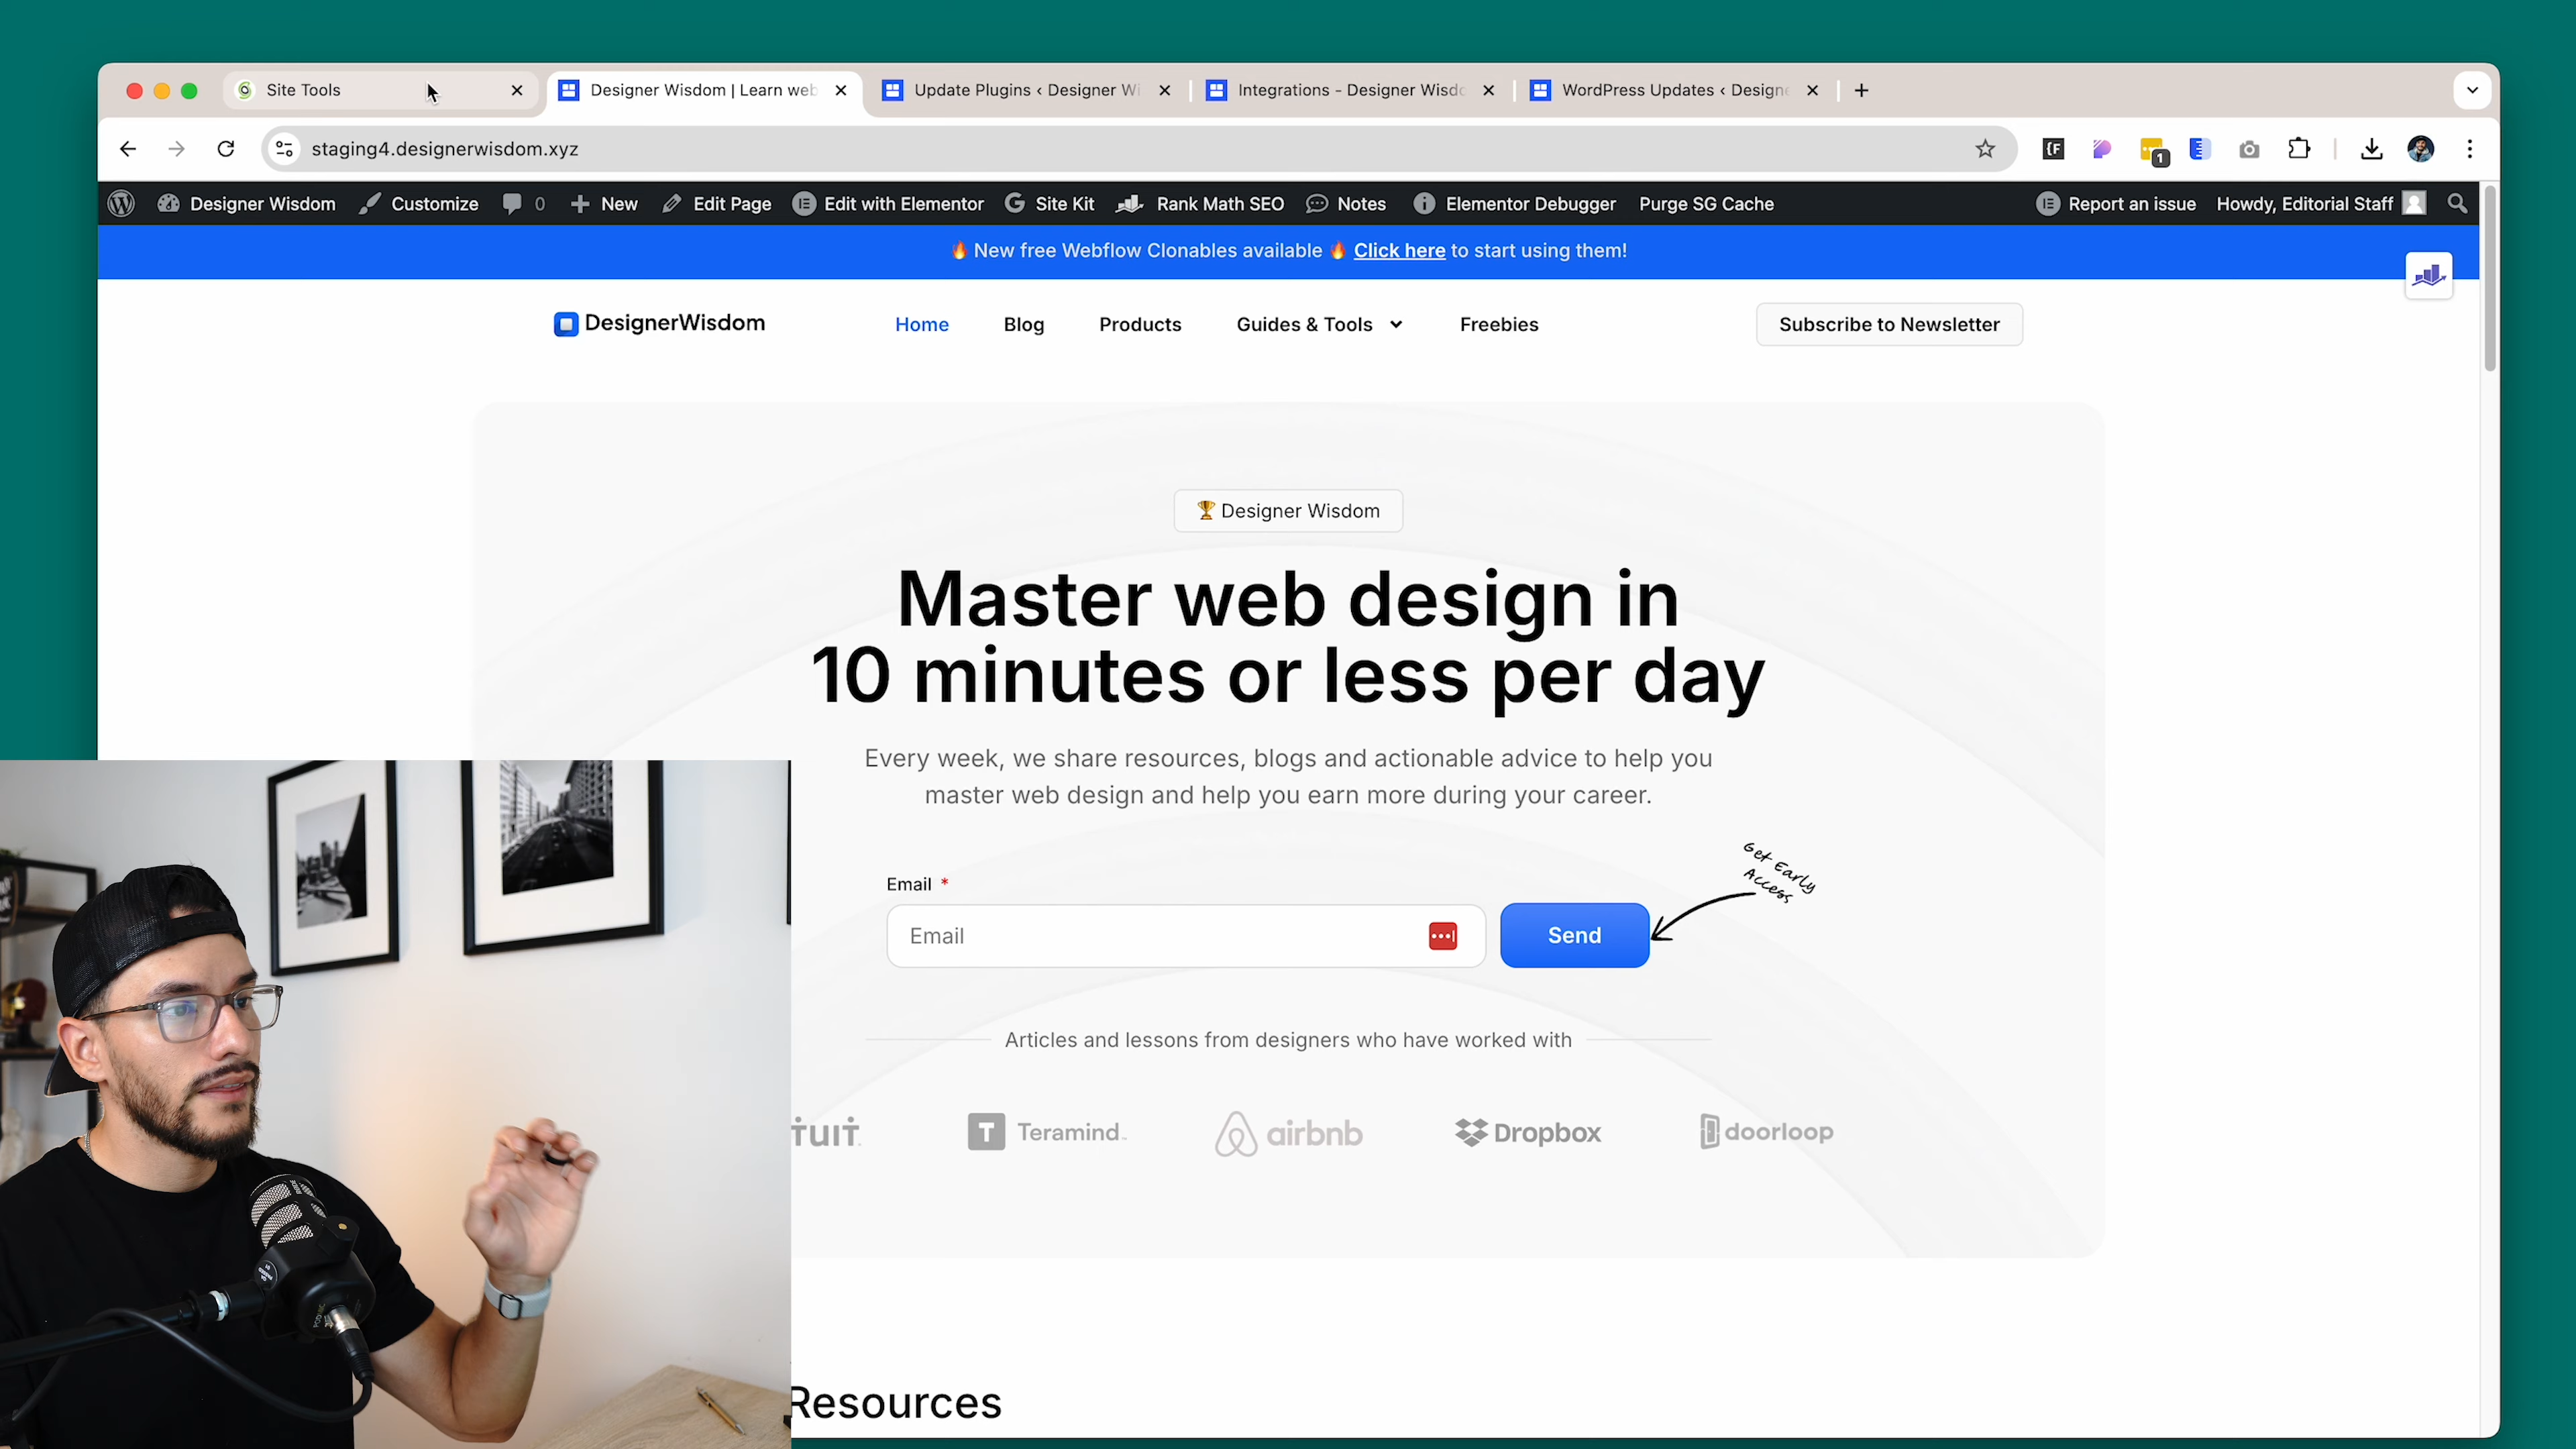 Site Tools
Designer Wisdom | Learn web
Update Plugins ‹ Designer Wi
Integrations - Designer Wisdo
WordPress Updates ‹ Designe
staging4.designerwisdom.xyz
1
Designer Wisdom
Customize
0
New
Edit Page
Edit with Elementor
Site Kit
Rank Math SEO
Notes
Elementor Debugger
Purge SG Cache
Report an issue
Howdy, Editorial Staff
🔥 New free Webflow Clonables available 🔥 Click here to start using them!
DesignerWisdom
Home
Blog
Products
Guides & Tools
Freebies
Subscribe to Newsletter
🏆 Designer Wisdom
Master web design in
10 minutes or less per day
Every week, we share resources, blogs and actionable advice to help you
master web design and help you earn more during your career.
Get Early
Access
Email *
Email
Send
Articles and lessons from designers who have worked with
tuit
T Teramind
airbnb
Dropbox
doorloop
Resources